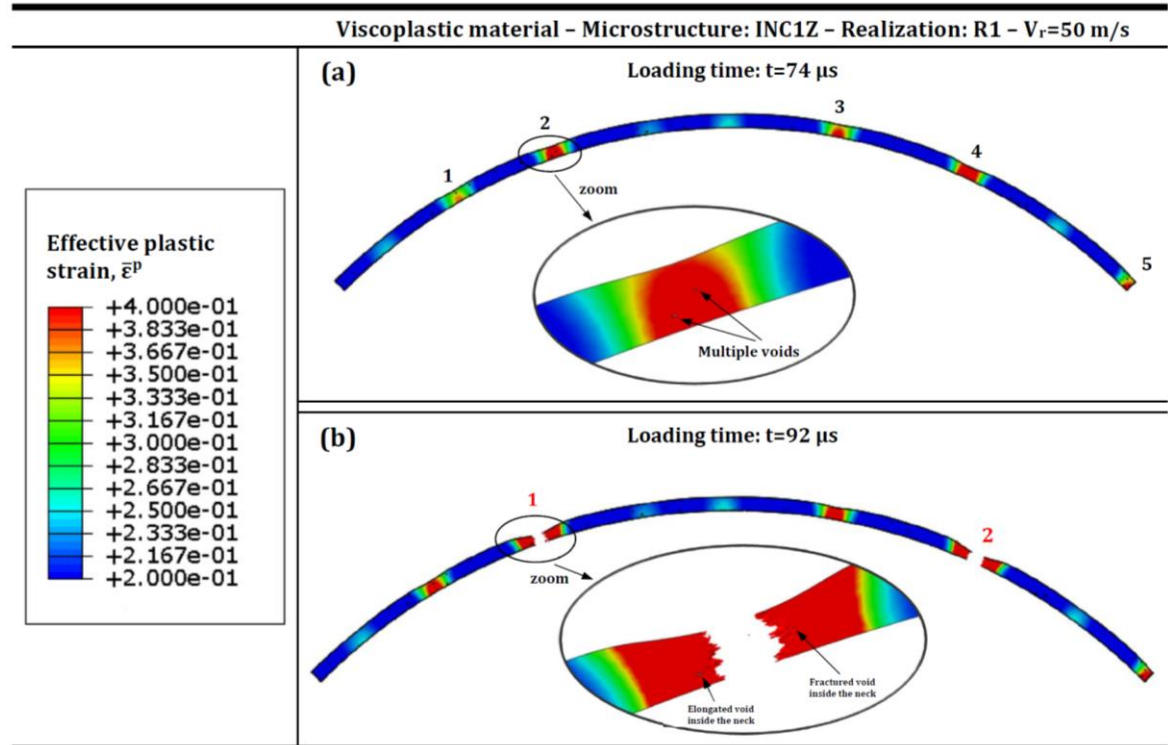 Viscoplastic material – Microstructure: INC1Z – Realization: R1 – Vr=50 m/s
Effective plastic
strain, ε̅ᵖ
+4.000e-01
+3.833e-01
+3.667e-01
+3.500e-01
+3.333e-01
+3.167e-01
+3.000e-01
+2.833e-01
+2.667e-01
+2.500e-01
+2.333e-01
+2.167e-01
+2.000e-01
(a)
Loading time: t=74 μs
1
2
3
4
5
zoom
Multiple voids
(b)
Loading time: t=92 μs
1
2
zoom
Fractured void
inside the neck
Elongated void
inside the neck